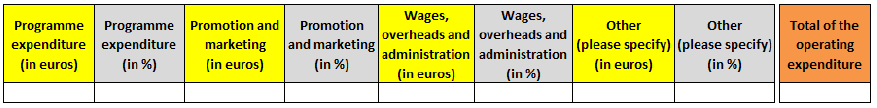 Programme
expenditure
(in euros)
Programme
expenditure
(in %)
Promotion and
marketing
(in euros)
Promotion
and marketing
(in %)
Wages,
overheads and
administration
(in euros)
Wages,
overheads and
administration
(in %)
Other
(please specify)
(in euros)
Other
(please specify)
(in %)
Total of the
operating
expenditure